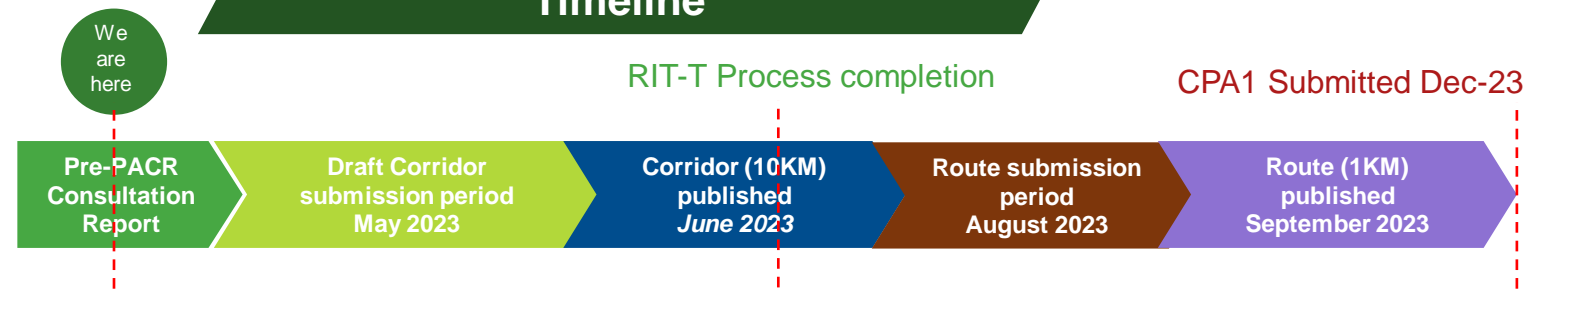 Timeline
We
are
here
RIT-T Process completion
CPA1 Submitted Dec-23
Pre-PACR
Consultation
Report
Draft Corridor
submission period
May 2023
Corridor (10KM)
published
June 2023
Route submission
period
August 2023
Route (1KM)
published
September 2023